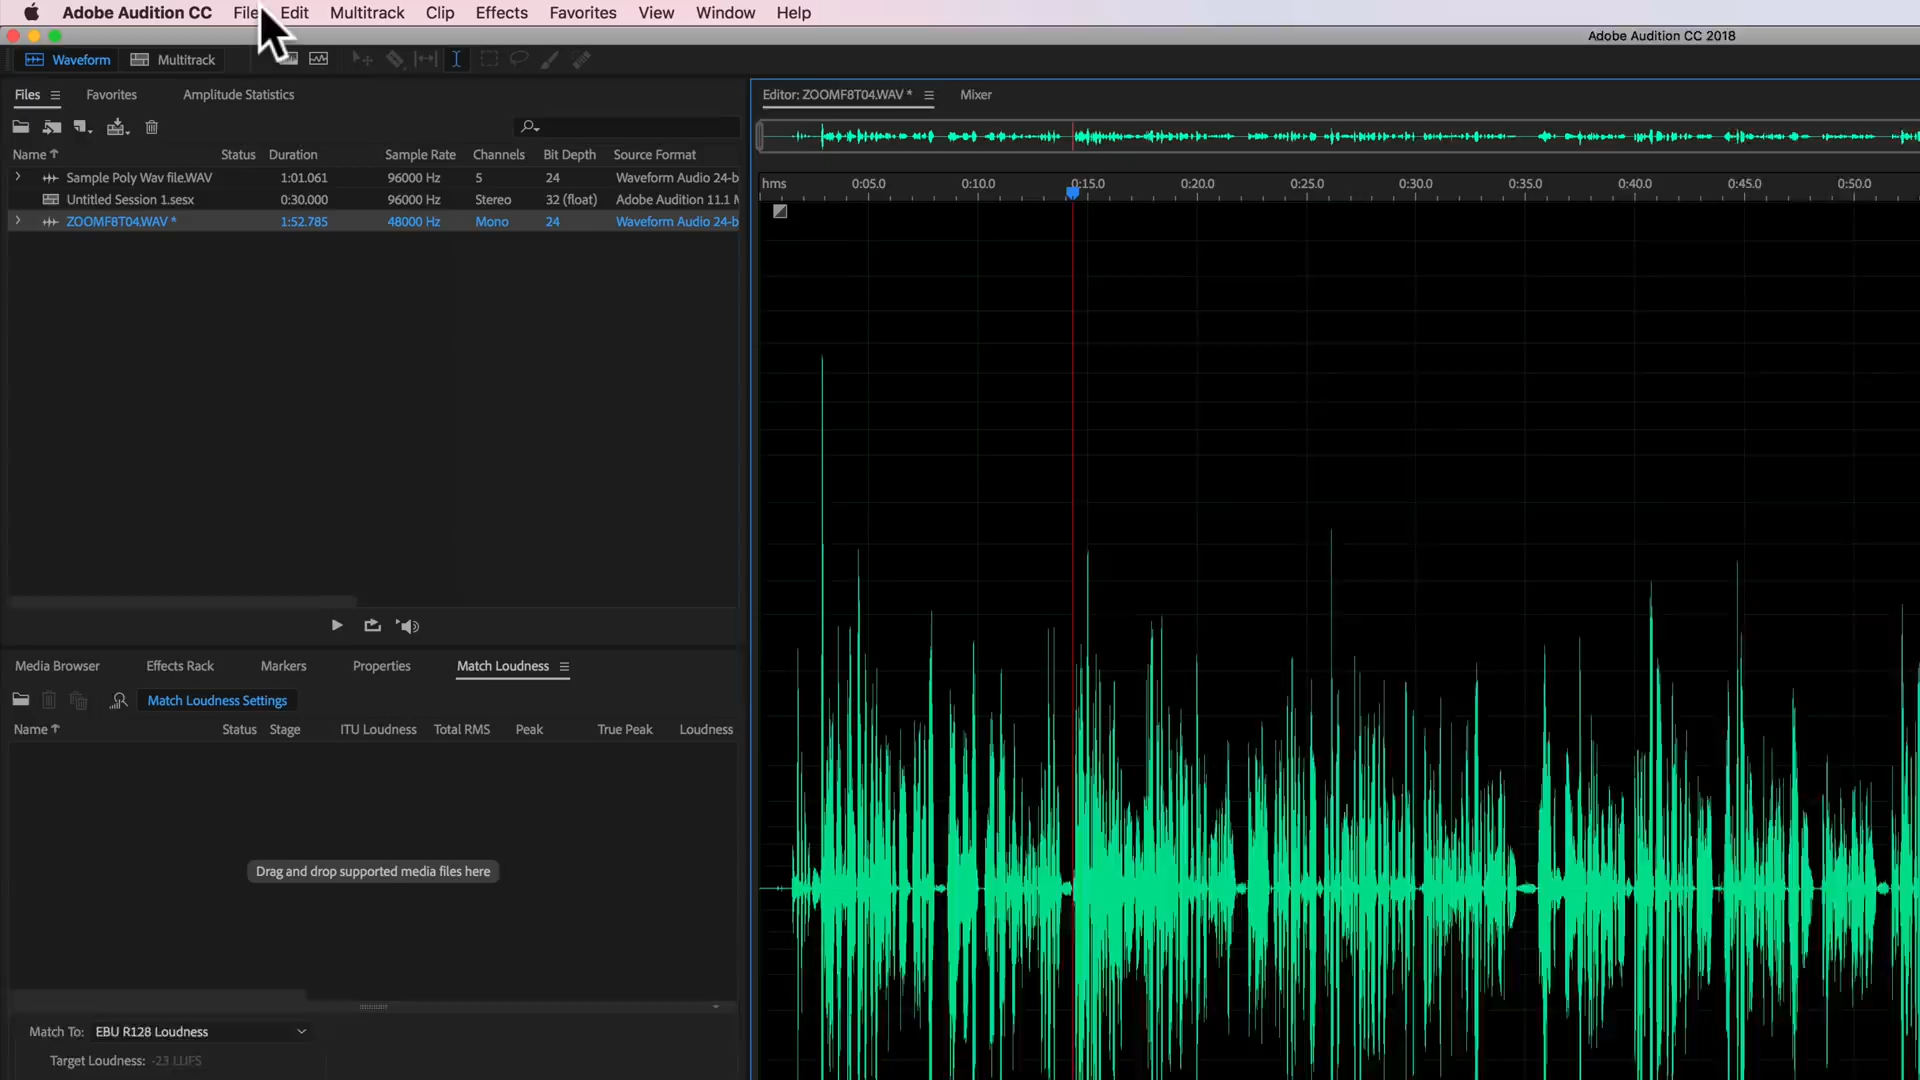 Adobe Audition CC File Edit Multitrack Clip Effects Favorites View Window Help
Adobe Audition CC 2018
Waveform Multitrack
Files Favorites Amplitude Statistics
Name Status Duration Sample Rate Channels Bit Depth Source Format
Sample Poly Wav file.WAV 1:01.061 96000 Hz 5 24 Waveform Audio 24-b
Untitled Session 1.sesx 0:30.000 96000 Hz Stereo 32 (float) Adobe Audition 11.1 M
ZOOMF8T04.WAV * 1:52.785 48000 Hz Mono 24 Waveform Audio 24-b
Editor: ZOOMF8T04.WAV * Mixer
hms 0:05.0 0:10.0 0:15.0 0:20.0 0:25.0 0:30.0 0:35.0 0:40.0 0:45.0 0:50.0
Media Browser Effects Rack Markers Properties Match Loudness
Match Loudness Settings
Name Status Stage ITU Loudness Total RMS Peak True Peak Loudness
Drag and drop supported media files here
Match To: EBU R128 Loudness
Target Loudness: -23 LUFS